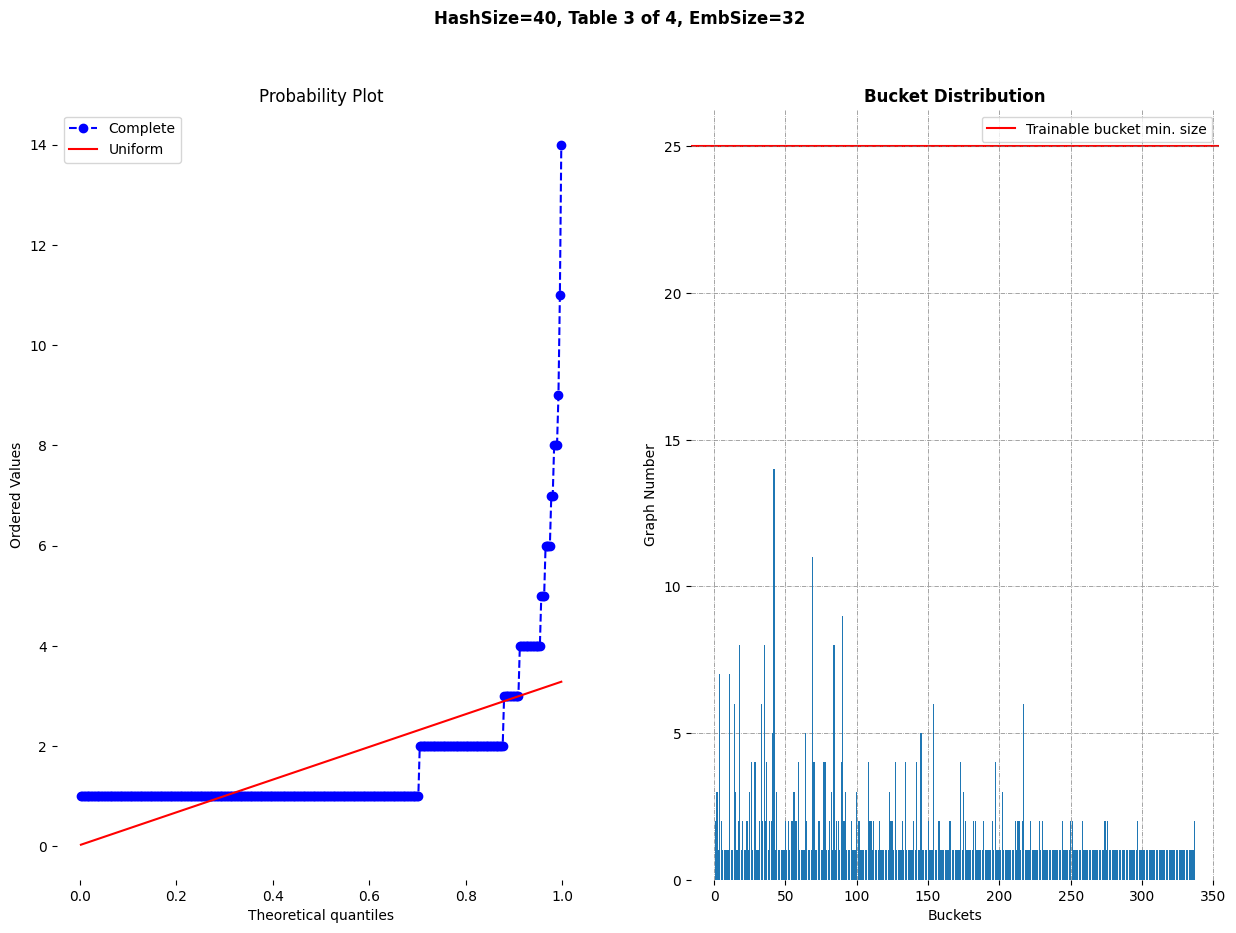 HashSize=40, Table 3 of 4, EmbSize=32
Probability Plot
Complete
Uniform
14
12
10
8
6
4
2
0
Ordered Values
0.0 0.2 0.4 0.6 0.8 1.0
Theoretical quantiles
Bucket Distribution
Trainable bucket min. size
25
20
15
10
5
0
Graph Number
0 50 100 150 200 250 300 350
Buckets